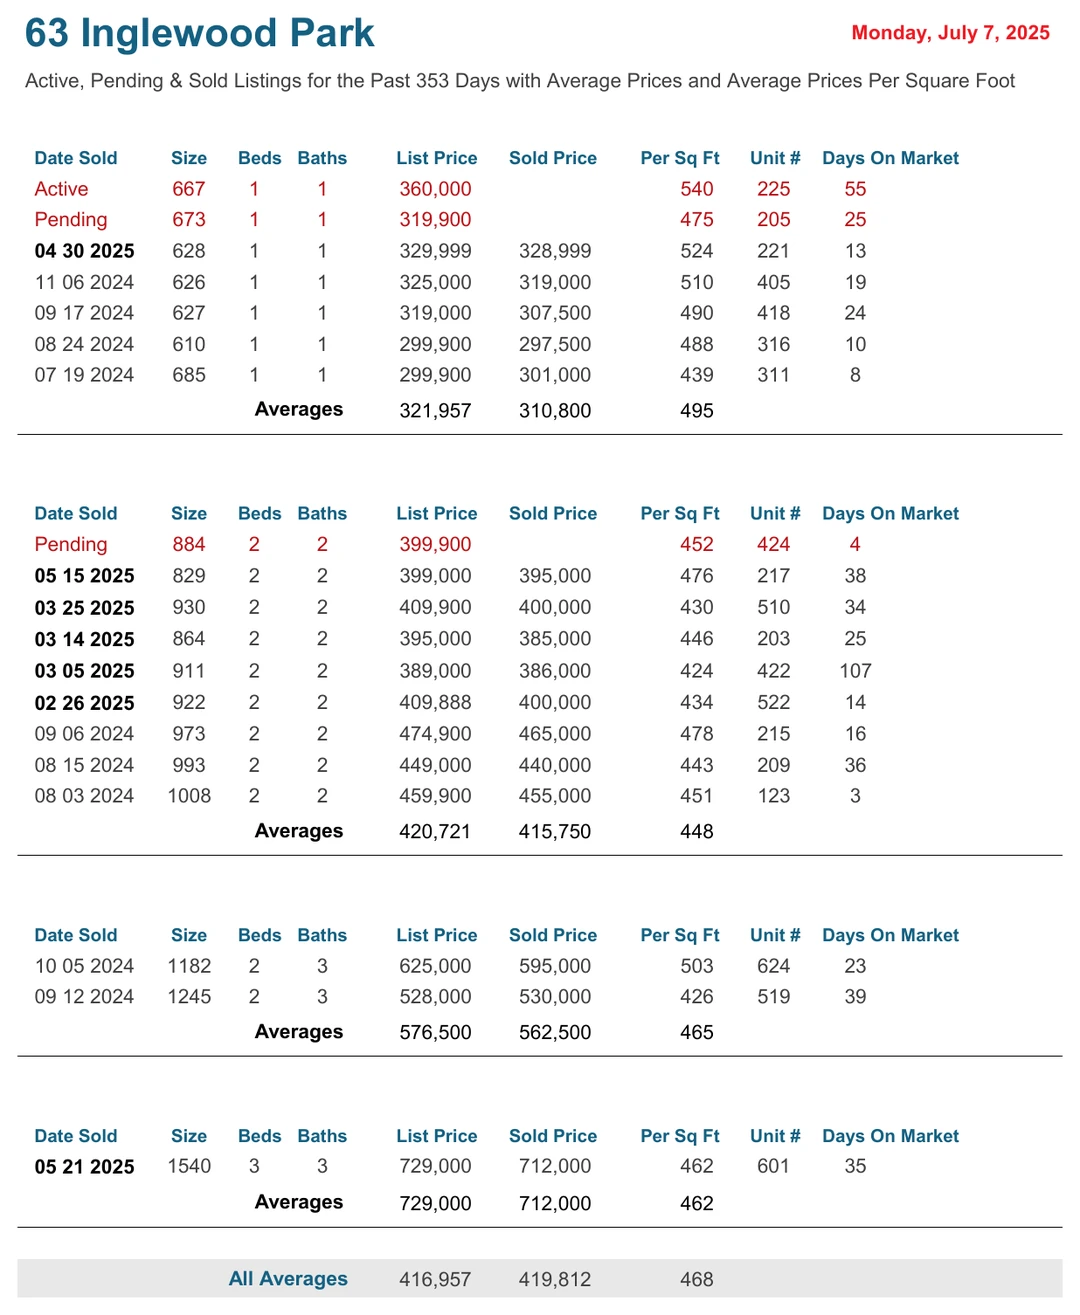 63 Inglewood Park
Monday, July 7, 2025
Active, Pending & Sold Listings for the Past 353 Days with Average Prices and Average Prices Per Square Foot
Date Sold Size Beds Baths List Price Sold Price Per Sq Ft Unit # Days On Market
Active 667 1 1 360,000 540 225 55
Pending 673 1 1 319,900 475 205 25
04 30 2025 628 1 1 329,999 328,999 524 221 13
11 06 2024 626 1 1 325,000 319,000 510 405 19
09 17 2024 627 1 1 319,000 307,500 490 418 24
08 24 2024 610 1 1 299,900 297,500 488 316 10
07 19 2024 685 1 1 299,900 301,000 439 311 8
Averages 321,957 310,800 495
Date Sold Size Beds Baths List Price Sold Price Per Sq Ft Unit # Days On Market
Pending 884 2 2 399,900 452 424 4
05 15 2025 829 2 2 399,000 395,000 476 217 38
03 25 2025 930 2 2 409,900 400,000 430 510 34
03 14 2025 864 2 2 395,000 385,000 446 203 25
03 05 2025 911 2 2 389,000 386,000 424 422 107
02 26 2025 922 2 2 409,888 400,000 434 522 14
09 06 2024 973 2 2 474,900 465,000 478 215 16
08 15 2024 993 2 2 449,000 440,000 443 209 36
08 03 2024 1008 2 2 459,900 455,000 451 123 3
Averages 420,721 415,750 448
Date Sold Size Beds Baths List Price Sold Price Per Sq Ft Unit # Days On Market
10 05 2024 1182 2 3 625,000 595,000 503 624 23
09 12 2024 1245 2 3 528,000 530,000 426 519 39
Averages 576,500 562,500 465
Date Sold Size Beds Baths List Price Sold Price Per Sq Ft Unit # Days On Market
05 21 2025 1540 3 3 729,000 712,000 462 601 35
Averages 729,000 712,000 462
All Averages 416,957 419,812 468